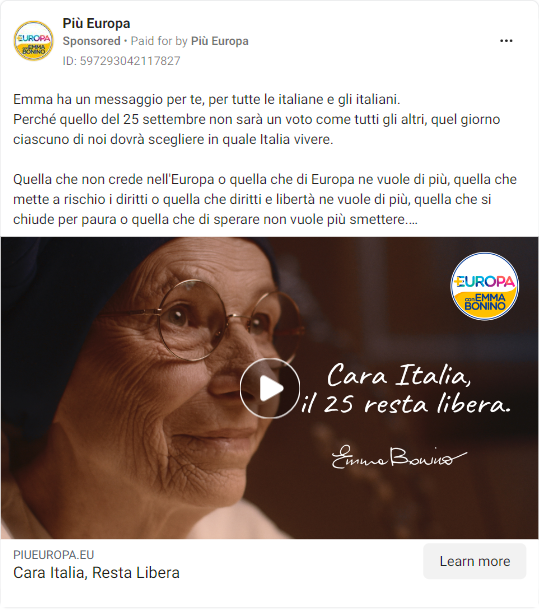 Più Europa
Sponsored • Paid for by Più Europa
ID: 597293042117827
Emma ha un messaggio per te, per tutte le italiane e gli italiani.
Perché quello del 25 settembre non sarà un voto come tutti gli altri, quel giorno
ciascuno di noi dovrà scegliere in quale Italia vivere.
Quella che non crede nell'Europa o quella che di Europa ne vuole di più, quella che
mette a rischio i diritti o quella che diritti e libertà ne vuole di più, quella che si
chiude per paura o quella che di sperare non vuole più smettere....
+EUROPA
con EMMA
BONINO
Cara Italia,
il 25 resta libera.
Emma Bonino
PIUEUROPA.EU
Cara Italia, Resta Libera
Learn more